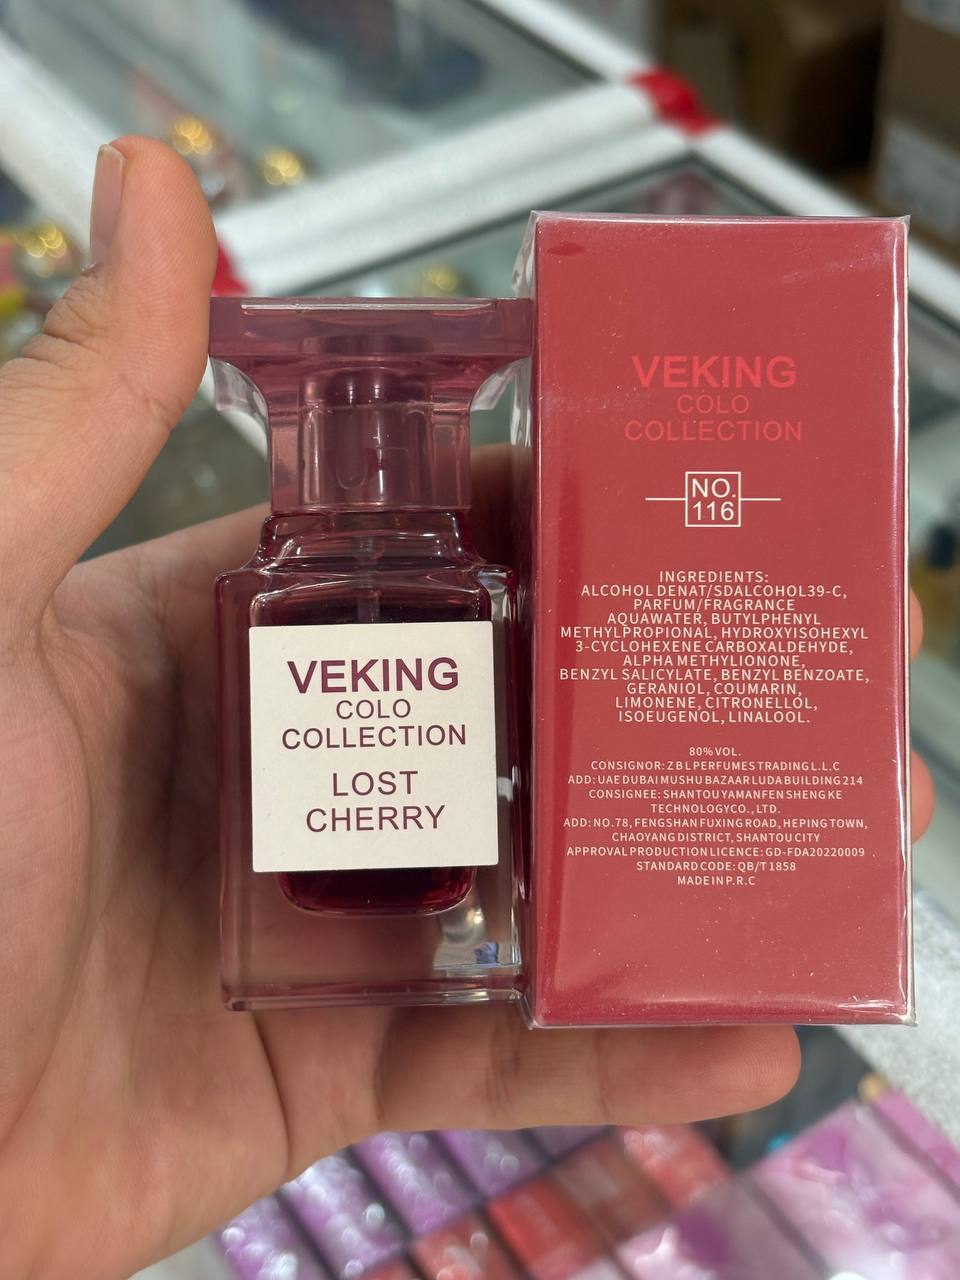 VEKING
COLO
COLLECTION
LOST
CHERRY
VEKING
COLO
COLLECTION
NO.
116
INGREDIENTS:
ALCOHOL DENAT/SDALCOHOL39-C,
PARFUM/FRAGRANCE
AQUAWATER, BUTYLPHENYL
METHYLPROPIONAL, HYDROXYISOHEXYL
3-CYCLOHEXENE CARBOXALDEHYDE,
ALPHA METHYLIONONE,
BENZYL SALICYLATE, BENZYL BENZOATE,
GERANIOL, COUMARIN,
LIMONENE, CITRONELLOL,
ISOEUGENOL, LINALOOL.
80% VOL.
CONSIGNOR: Z B L PERFUMES TRADING L.L.C
ADD: UAE DUBAI MUSHU BAZAAR LUDA BUILDING 214
CONSIGNEE: SHANTOU YAMANFEN SHENG KE
TECHNOLOGYCO., LTD.
ADD: NO.78, FENGSHAN FUXING ROAD, HEPING TOWN,
CHAOYANG DISTRICT, SHANTOU CITY
APPROVAL PRODUCTION LICENCE: GD-FDA20220009 .
STANDARD CODE: QB/T 1858
MADE IN P.R.C